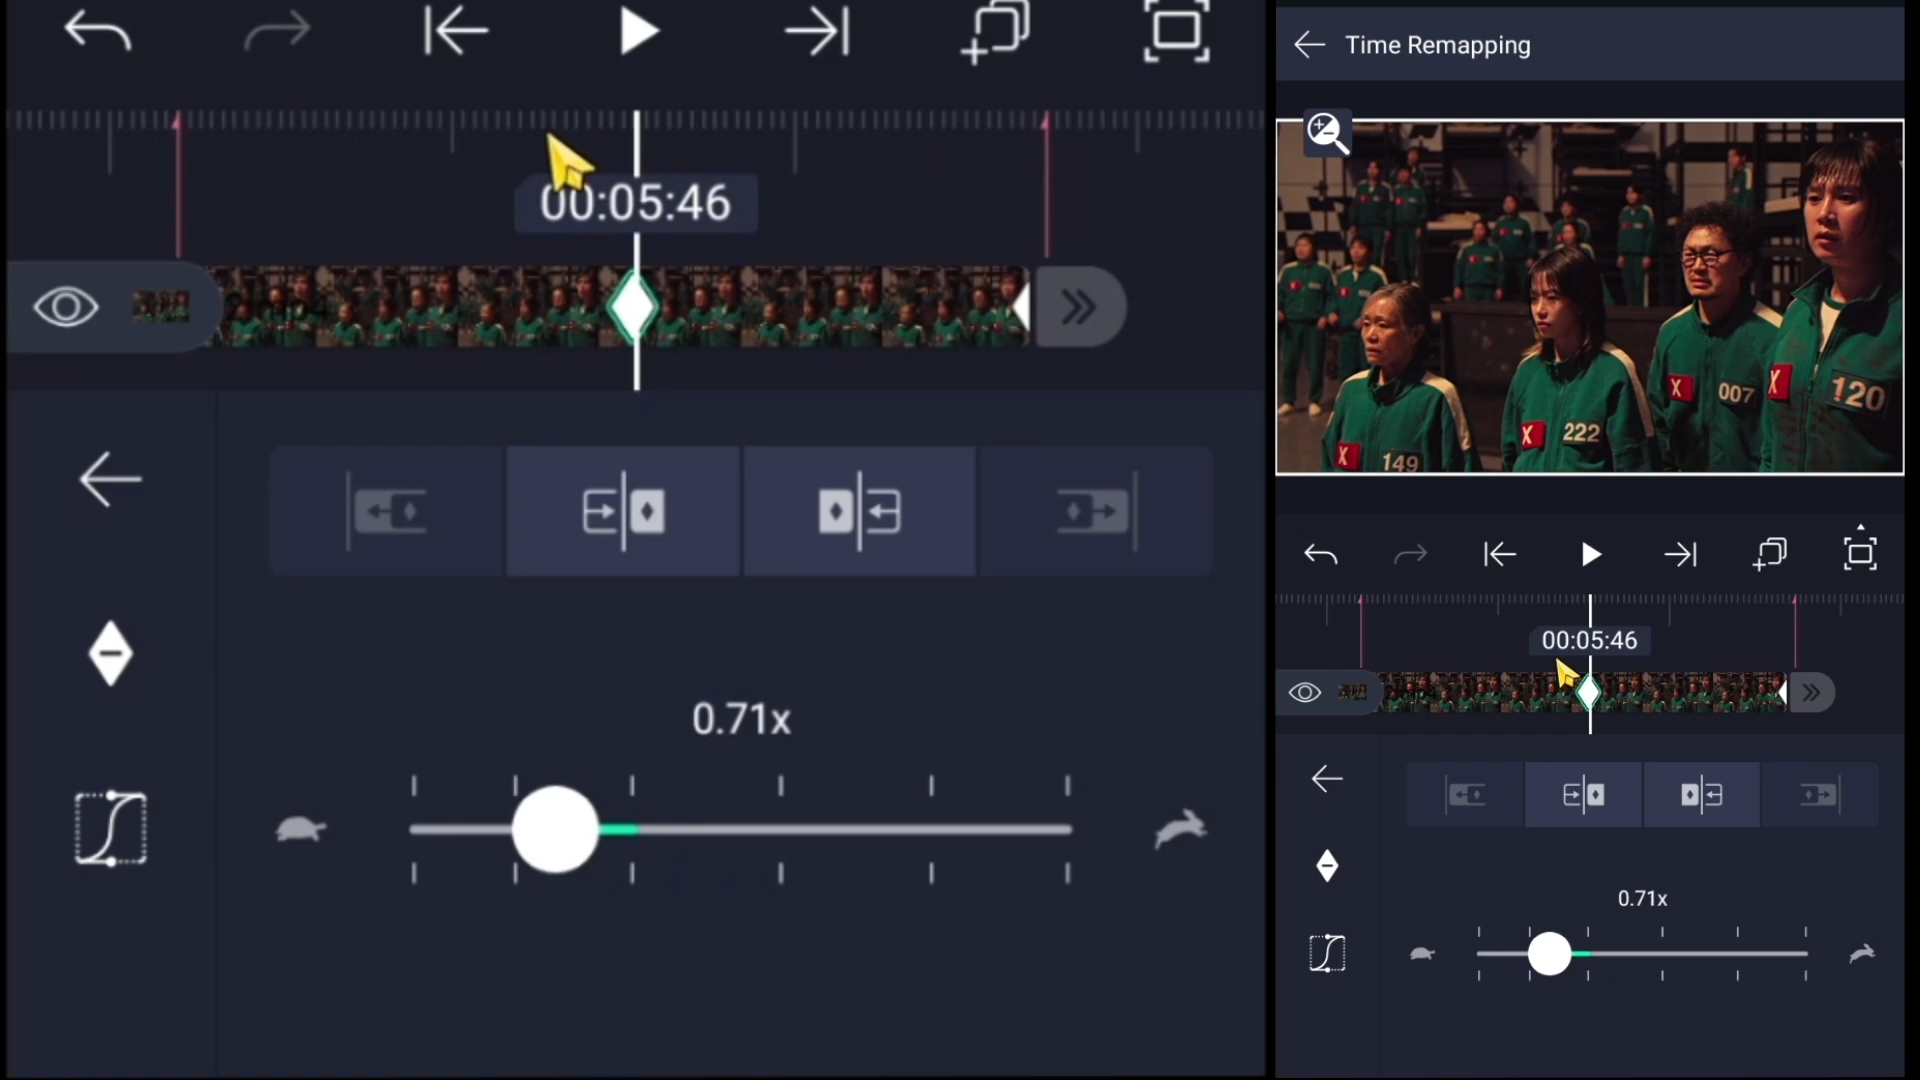 00:05:46
0.71x
Time Remapping
X 149
X 222
X 007
X 120
00:05:46
0.71x